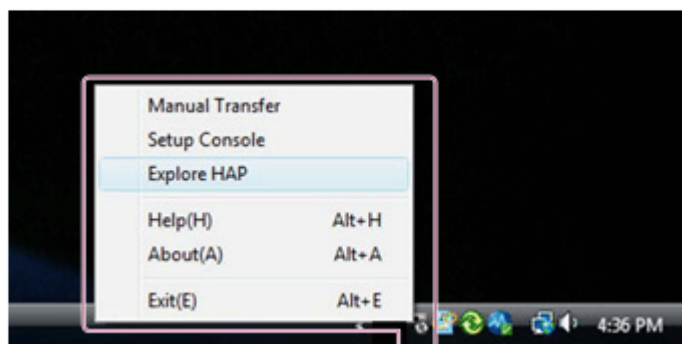 Manual Transfer
Setup Console
Explore HAP
Help(H) Alt+H
About(A) Alt+A
Exit(E) Alt+E
4:36 PM